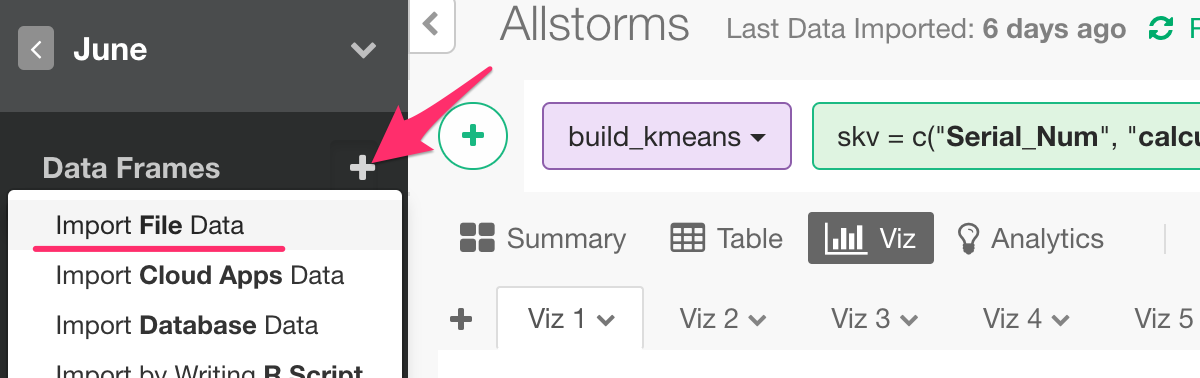 June
Allstorms
Last Data Imported: 6 days ago
build_kmeans
skv = c("Serial_Num", "calcu
Data Frames
Import File Data
Import Cloud Apps Data
Import Database Data
Import by Writing R Script
Summary
Table
Viz
Analytics
Viz 1
Viz 2
Viz 3
Viz 4
Viz 5